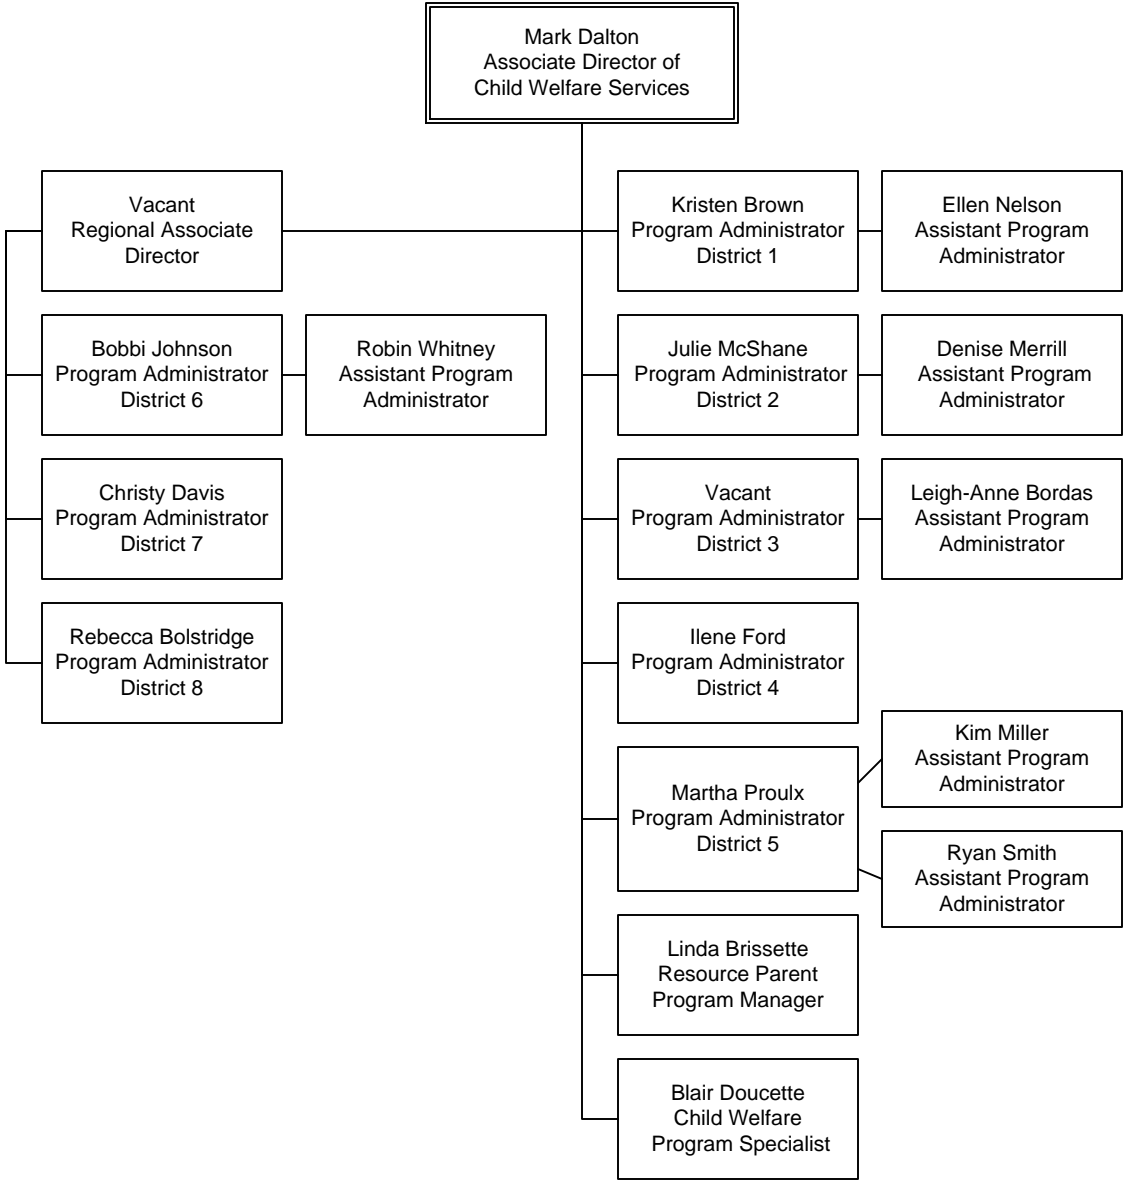 Mark Dalton
Associate Director of
Child Welfare Services
Vacant
Regional Associate
Director
Bobbi Johnson
Program Administrator
District 6
Robin Whitney
Assistant Program
Administrator
Christy Davis
Program Administrator
District 7
Rebecca Bolstridge
Program Administrator
District 8
Kristen Brown
Program Administrator
District 1
Ellen Nelson
Assistant Program
Administrator
Julie McShane
Program Administrator
District 2
Denise Merrill
Assistant Program
Administrator
Vacant
Program Administrator
District 3
Leigh-Anne Bordas
Assistant Program
Administrator
Ilene Ford
Program Administrator
District 4
Martha Proulx
Program Administrator
District 5
Kim Miller
Assistant Program
Administrator
Ryan Smith
Assistant Program
Administrator
Linda Brissette
Resource Parent
Program Manager
Blair Doucette
Child Welfare
Program Specialist